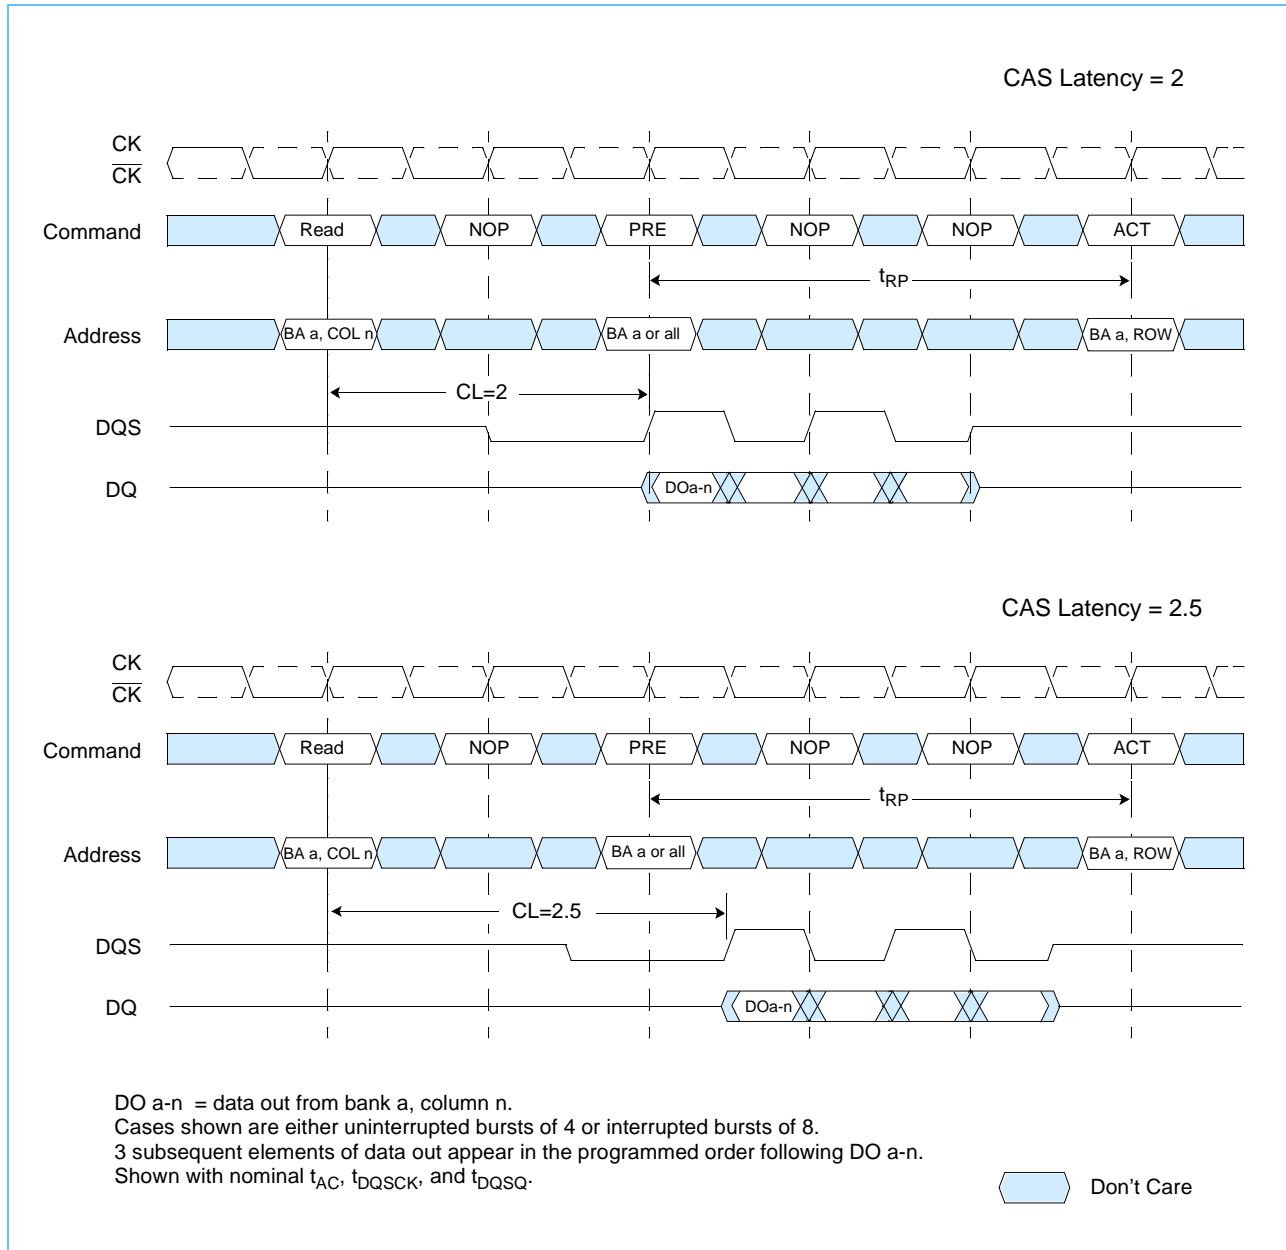 CAS Latency = 2
CK
CK
Command Read NOP PRE NOP NOP ACT
tRP
Address BA a, COL n BA a or all BA a, ROW
CL=2
DQS
DQ DOa-n
CAS Latency = 2.5
CK
CK
Command Read NOP PRE NOP NOP ACT
tRP
Address BA a, COL n BA a or all BA a, ROW
CL=2.5
DQS
DQ DOa-n
DO a-n = data out from bank a, column n.
Cases shown are either uninterrupted bursts of 4 or interrupted bursts of 8.
3 subsequent elements of data out appear in the programmed order following DO a-n.
Shown with nominal tAC, tDQSCK, and tDQSQ.
Don't Care